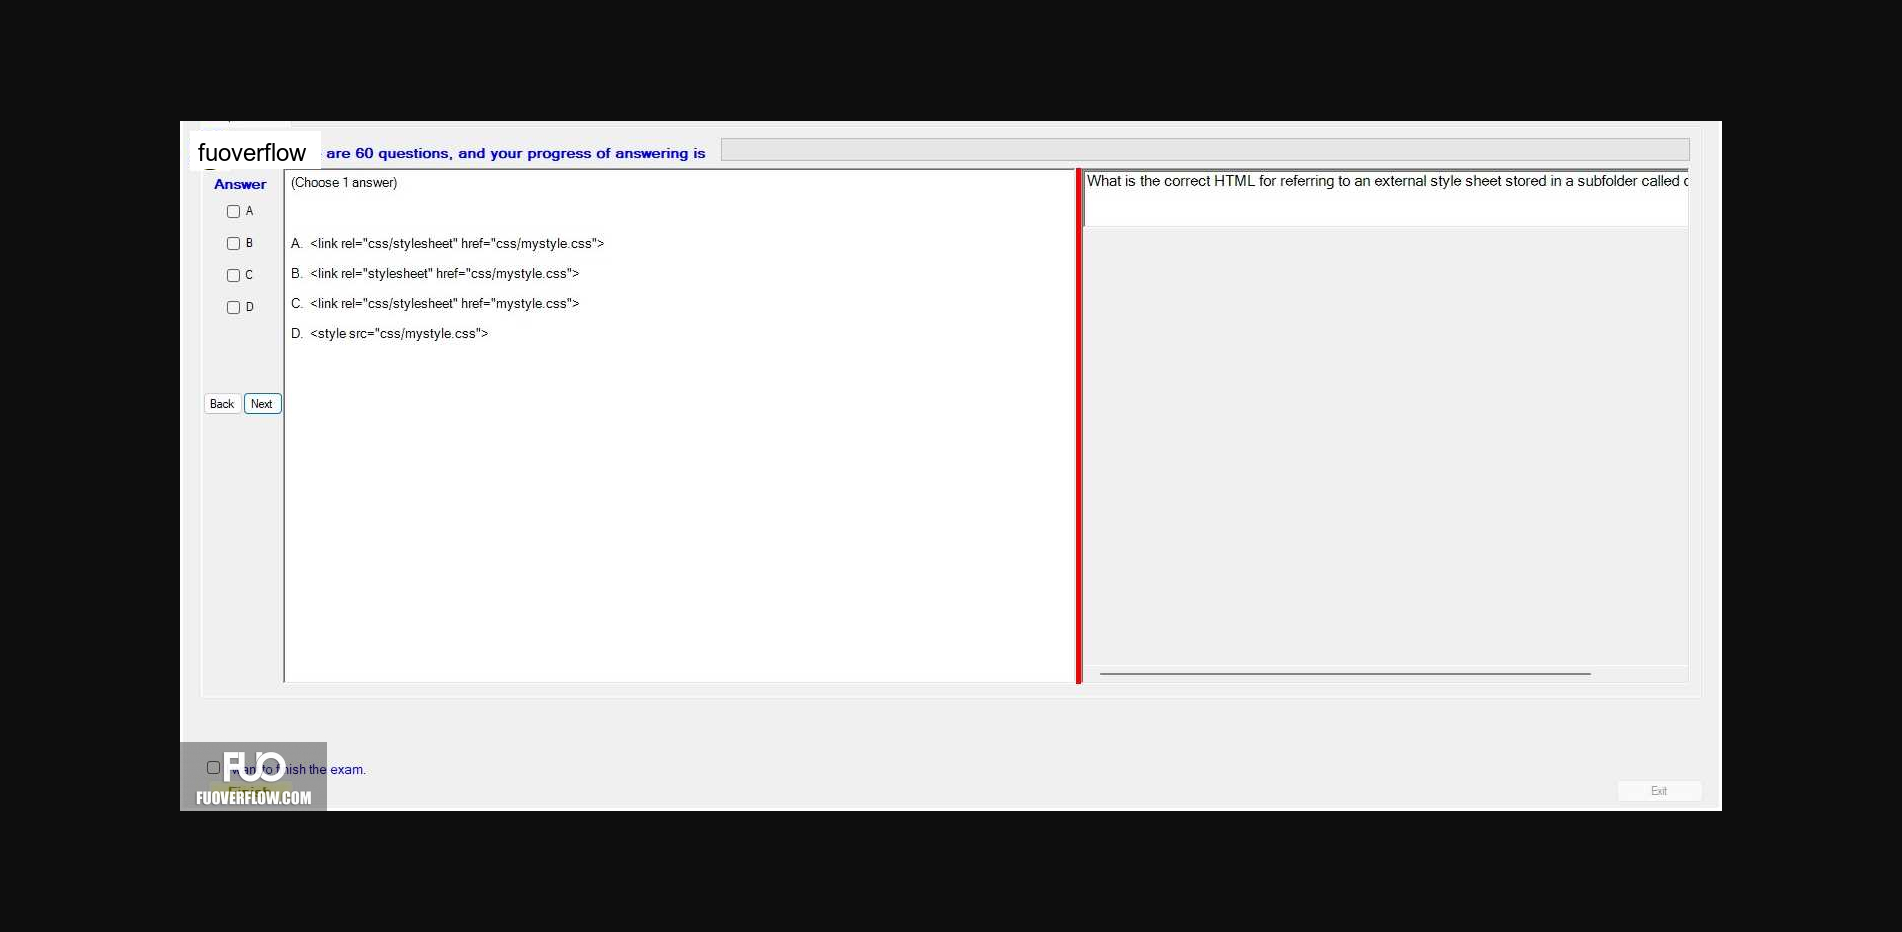 fuoverflow are 60 questions, and your progress of answering is
Answer
A
B
C
D
Back Next
(Choose 1 answer)
A. <link rel="css/stylesheet" href="css/mystyle.css">
B. <link rel="stylesheet" href="css/mystyle.css">
C. <link rel="css/stylesheet" href="mystyle.css">
D. <style src="css/mystyle.css">
What is the correct HTML for referring to an external style sheet stored in a subfolder called
FUO
FUOVERFLOW.COM
to finish the exam.
Finish
Exit